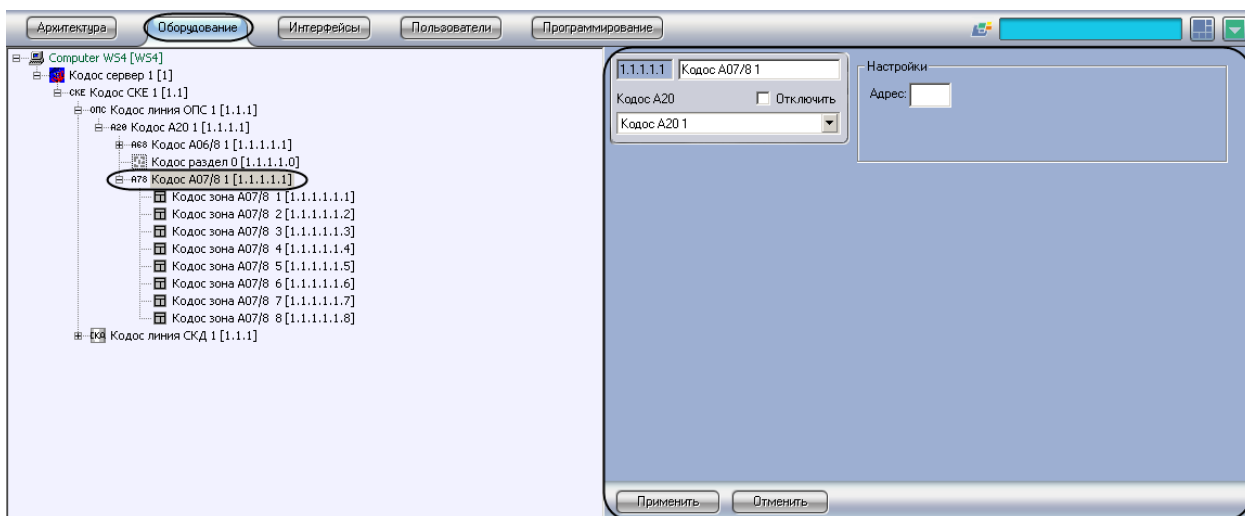 Архитектура Оборудование Интерфейсы Пользователи Программирование
Computer WS4 [WS4]
Кодос сервер 1 [1]
СКЕ Кодос СКЕ 1 [1.1]
ОПС Кодос линия ОПС 1 [1.1.1]
A20 Кодос А20 1 [1.1.1.1]
A68 Кодос А06/8 1 [1.1.1.1.1]
Кодос раздел 0 [1.1.1.1.0]
A78 Кодос А07/8 1 [1.1.1.1.1]
Кодос зона А07/8 1 [1.1.1.1.1.1]
Кодос зона А07/8 2 [1.1.1.1.1.2]
Кодос зона А07/8 3 [1.1.1.1.1.3]
Кодос зона А07/8 4 [1.1.1.1.1.4]
Кодос зона А07/8 5 [1.1.1.1.1.5]
Кодос зона А07/8 6 [1.1.1.1.1.6]
Кодос зона А07/8 7 [1.1.1.1.1.7]
Кодос зона А07/8 8 [1.1.1.1.1.8]
СКД Кодос линия СКД 1 [1.1.1]
1.1.1.1.1 Кодос А07/8 1
Кодос А20 Отключить
Кодос А20 1
Настройки
Адрес:
Применить Отменить